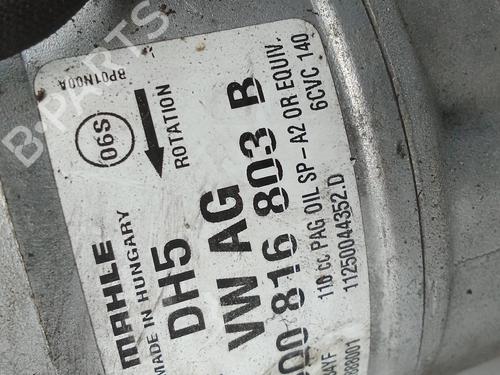 BP01N00A
06S
ROTATION
MAHLE
MADE IN HUNGARY
DH5
VW AG
816 803 B
110 CC PAG OIL SP-A2 OR EQUIV.
6CVC 140
11250044352.D
B-PARTS